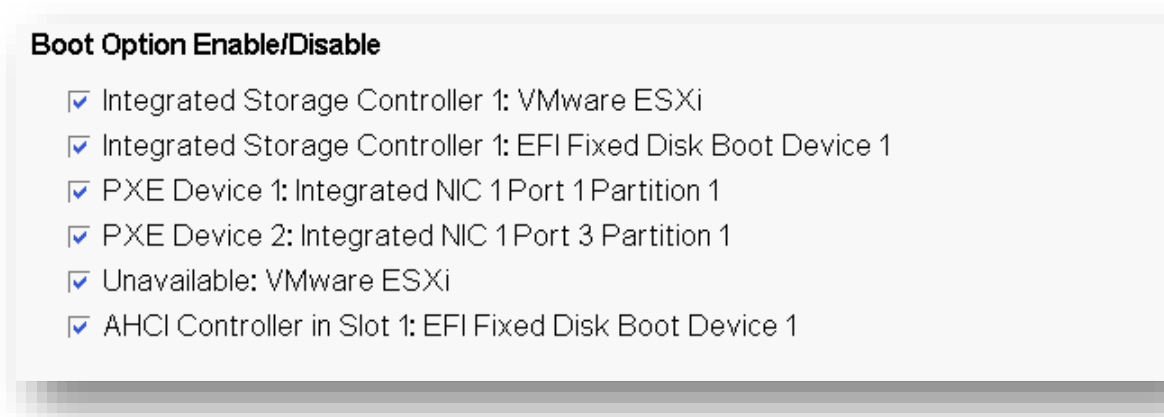 Boot Option Enable/Disable
Integrated Storage Controller 1: VMware ESXi
Integrated Storage Controller 1: EFI Fixed Disk Boot Device 1
PXE Device 1: Integrated NIC 1 Port 1 Partition 1
PXE Device 2: Integrated NIC 1 Port 3 Partition 1
Unavailable: VMware ESXi
AHCI Controller in Slot 1: EFI Fixed Disk Boot Device 1